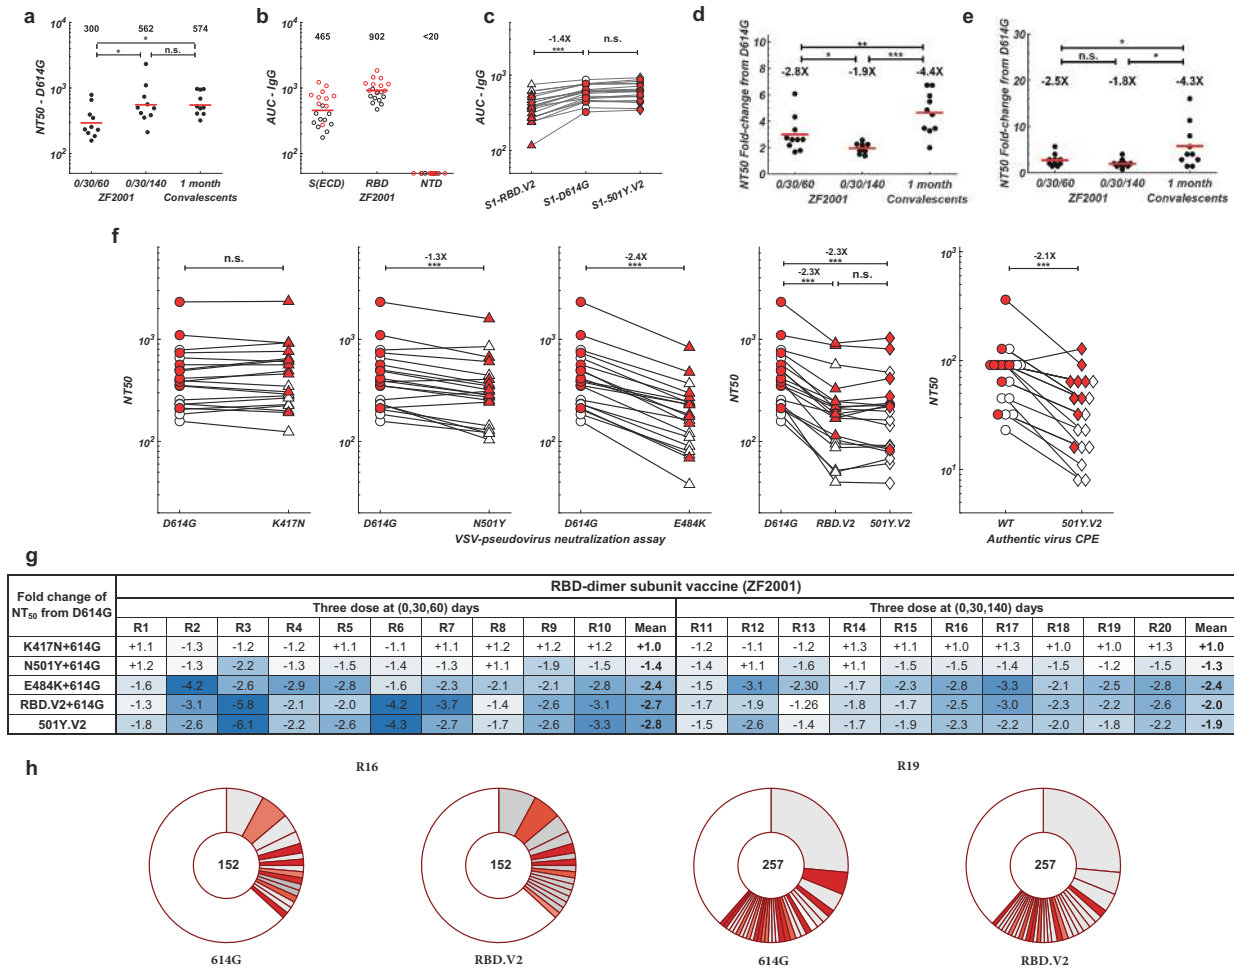 a
300 562 574
*
* n.s.
10⁴
10³
10²
NT50 - D614G
0/30/60 0/30/140 1 month
ZF2001 Convalescents
b
465 902 <20
10⁴
10³
10²
AUC - IgG
S(ECD) RBD NTD
ZF2001
c
-1.4X n.s.
***
10⁴
10³
10²
AUC - IgG
S1-RBD.V2 S1-D614G S1-501Y.V2
d
**
* ***
-2.8X -1.9X -4.4X
10
8
6
4
2
0
NT50 Fold-change from D614G
0/30/60 0/30/140 1 month
ZF2001 Convalescents
e
*
n.s. *
-2.5X -1.8X -4.3X
30
20
10
0
NT50 Fold-change from D614G
0/30/60 0/30/140 1 month
ZF2001 Convalescents
f
n.s.
10³
10²
NT50
D614G K417N
-1.3X
***
10³
10²
D614G N501Y
-2.4X
***
10³
10²
D614G E484K
-2.3X
***
-2.3X
*** n.s.
10³
10²
NT50
D614G RBD.V2 501Y.V2
VSV-pseudovirus neutralization assay
-2.1X
***
10³
10²
10¹
NT50
WT 501Y.V2
Authentic virus CPE
g
Fold change of NT₅₀ from D614G
RBD-dimer subunit vaccine (ZF2001)
Three dose at (0,30,60) days Three dose at (0,30,140) days
R1 R2 R3 R4 R5 R6 R7 R8 R9 R10 Mean R11 R12 R13 R14 R15 R16 R17 R18 R19 R20 Mean
K417N+614G +1.1 -1.3 -1.2 -1.2 +1.1 -1.1 +1.1 +1.2 +1.2 +1.2 +1.0 -1.2 -1.1 -1.2 +1.3 +1.1 +1.0 +1.3 +1.0 +1.0 +1.3 +1.0
N501Y+614G +1.2 -1.3 -2.2 -1.3 -1.5 -1.4 -1.3 +1.1 -1.9 -1.5 -1.4 -1.4 +1.1 -1.6 +1.1 -1.5 -1.5 -1.4 -1.5 -1.2 -1.5 -1.3
E484K+614G -1.6 -4.2 -2.6 -2.9 -2.8 -1.6 -2.3 -2.1 -2.1 -2.8 -2.4 -1.5 -3.1 -2.30 -1.7 -2.3 -2.8 -3.3 -2.1 -2.5 -2.8 -2.4
RBD.V2+614G -1.3 -3.1 -5.8 -2.1 -2.0 -4.2 -3.7 -1.4 -2.6 -3.1 -2.7 -1.7 -1.9 -1.26 -1.8 -1.7 -2.5 -3.0 -2.3 -2.2 -2.6 -2.0
501Y.V2 -1.8 -2.6 -6.1 -2.2 -2.6 -4.3 -2.7 -1.7 -2.6 -3.3 -2.8 -1.5 -2.6 -1.4 -1.9 -1.6 -2.3 -2.2 -2.0 -1.8 -2.2 -1.9
h
R16 R19
152 152 257 257
614G RBD.V2 614G RBD.V2